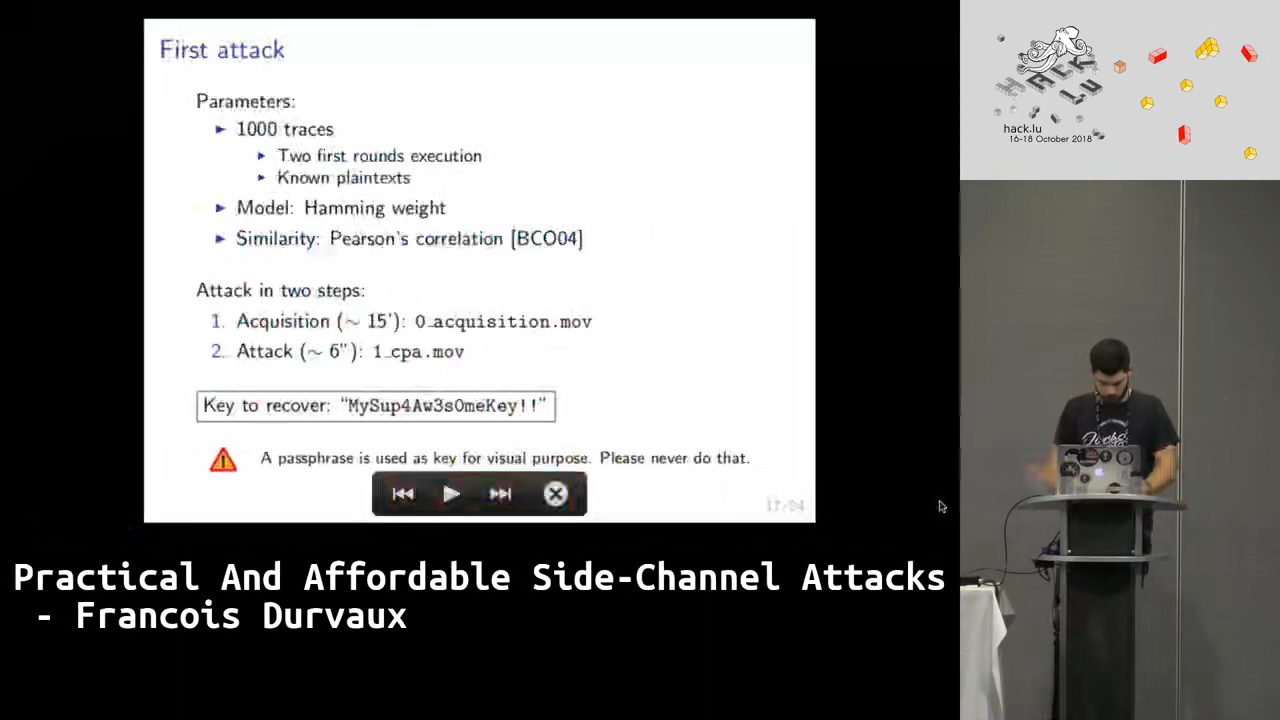 First attack
Parameters:
1000 traces
Two first rounds execution
Known plaintexts
Model: Hamming weight
Similarity: Pearson's correlation [BCO04]
Attack in two steps:
1. Acquisition (∼ 15'): 0_acquisition.mov
2. Attack (∼ 6"): 1_cpa.mov
Key to recover: "MySup4Aw3s0meKey!!"
A passphrase is used as key for visual purpose. Please never do that.
Practical And Affordable Side-Channel Attacks
- Francois Durvaux
HACK
LU
hack.lu
16-18 October 2018